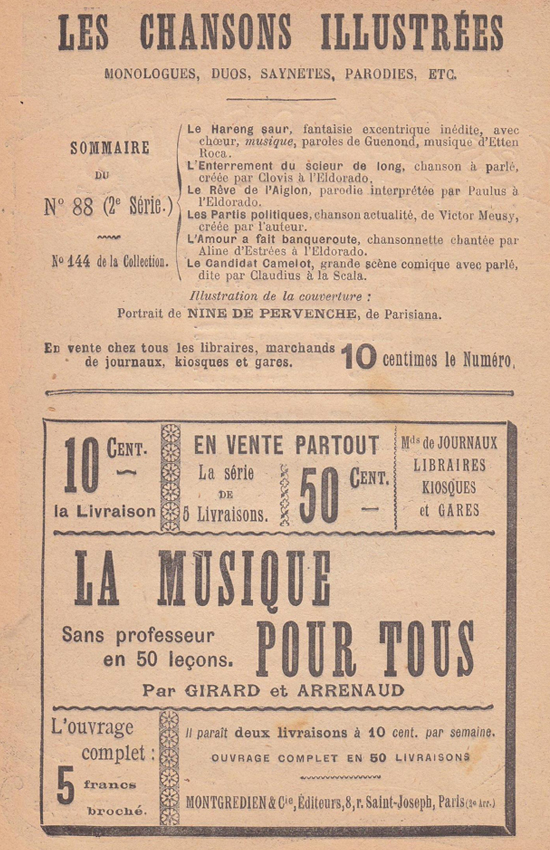 LES CHANSONS ILLUSTRÉES
MONOLOGUES, DUOS, SAYNETES, PARODIES, ETC.
SOMMAIRE
DU
No 88 (2e Série.)
No 144 de la Collection.
Le Hareng saur, fantaisie excentrique inédite, avec
chœur, musique, paroles de Guenond, musique d'Etten
Roca.
L'Enterrement du scieur de long, chanson à parlé,
créée par Clovis à l'Eldorado.
Le Rêve de l'Aiglon, parodie interprétée par Paulus à
l'Eldorado.
Les Partis politiques, chanson actualité, de Victor Meusy,
créée par l'auteur.
L'Amour a fait banqueroute, chansonnette chantée par
Aline d'Estrées à l'Eldorado.
Le Candidat Camelot, grande scène comique avec parlé,
dite par Claudius à la Scala.
Illustration de la couverture :
Portrait de NINE DE PERVENCHE, de Parisiana.
En vente chez tous les libraires, marchands
de journaux, kiosques et gares.
10 centimes le Numéro.
10 CENT.
la Livraison
EN VENTE PARTOUT
La série
DE
5 Livraisons.
50 CENT.
Mds de JOURNAUX
LIBRAIRES
KIOSQUES
et GARES
LA MUSIQUE
Sans professeur
en 50 leçons.
POUR TOUS
Par GIRARD et ARRENAUD
L'ouvrage
complet :
5 francs
broché.
Il paraît deux livraisons à 10 cent. par semaine.
OUVRAGE COMPLET EN 50 LIVRAISONS
MONTGREDIEN & Cie, Éditeurs, 8, r. Saint-Joseph, Paris (2e Arr.)